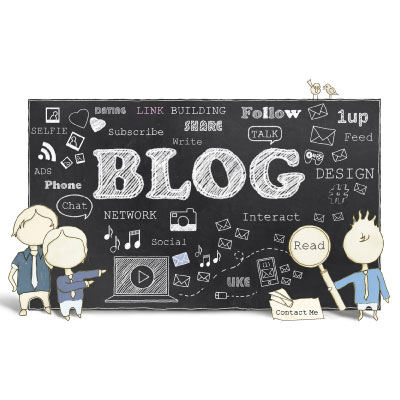 DATING
LINK BUILDING
Follow
1up
SELFIE
Subscribe
SHARE
Write
TALK
Feed
ADS
Phone
BLOG
DESIGN
#
Chat
NETWORK
Interact
Social
Read
LIKE
Contact Me